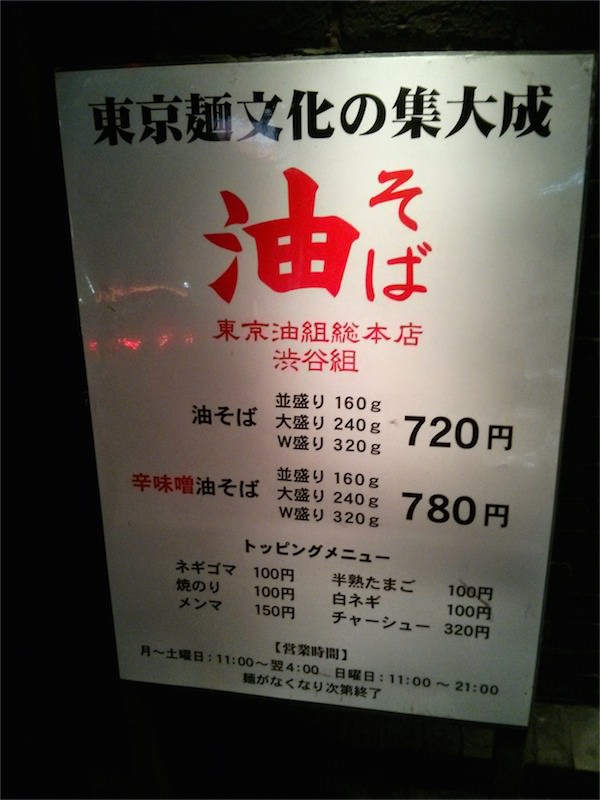 東京麺文化の集大成
油そば
東京油組総本店
渋谷組
油そば 並盛り 160g 大盛り 240g W盛り 320g 720円
辛味噌油そば 並盛り 160g 大盛り 240g W盛り 320g 780円
トッピングメニュー
ネギゴマ 100円 半熟たまご 100円
焼のり 100円 白ネギ 100円
メンマ 150円 チャーシュー 320円
【営業時間】
月〜土曜日：11:00〜翌4:00 日曜日：11:00〜21:00
麺がなくなり次第終了